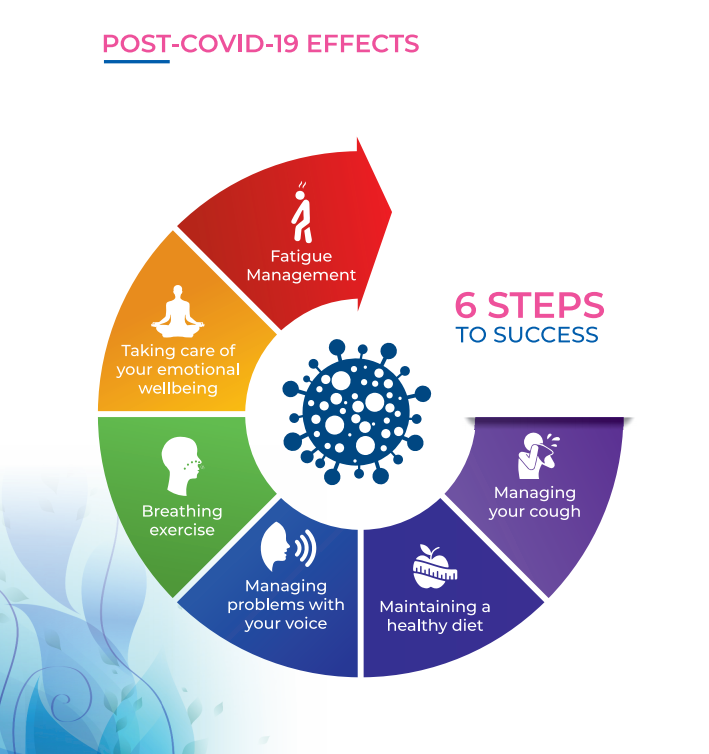 POST-COVID-19 EFFECTS
6 STEPS
TO SUCCESS
Fatigue
Management
Taking care of
your emotional
wellbeing
Breathing
exercise
Managing
problems with
your voice
Maintaining a
healthy diet
Managing
your cough